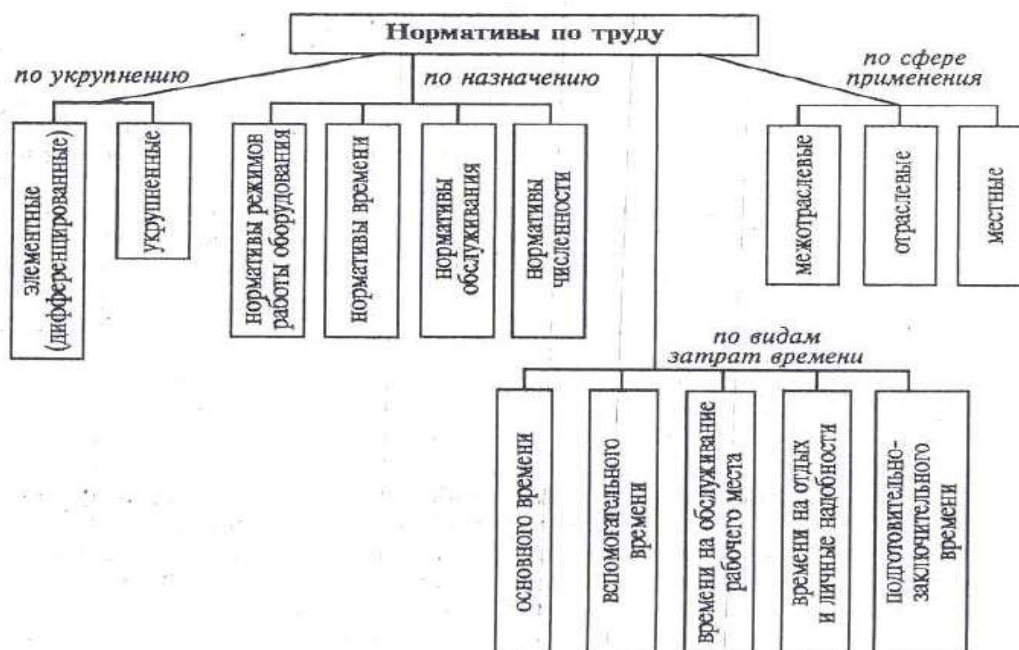 Нормативы по труду
по укрупнению
элементные
(дифференцированные)
укрупненные
по назначению
нормативы режимов
работы оборудования
нормативы времени
нормативы
обслуживания
нормативы
численности
по сфере
применения
межотраслевые
отраслевые
местные
по видам
затрат времени
основного времени
вспомогательного
времени
времени на обслуживание
рабочего места
времени на отдых
и личные надобности
подготовительно-
заключительного
времени